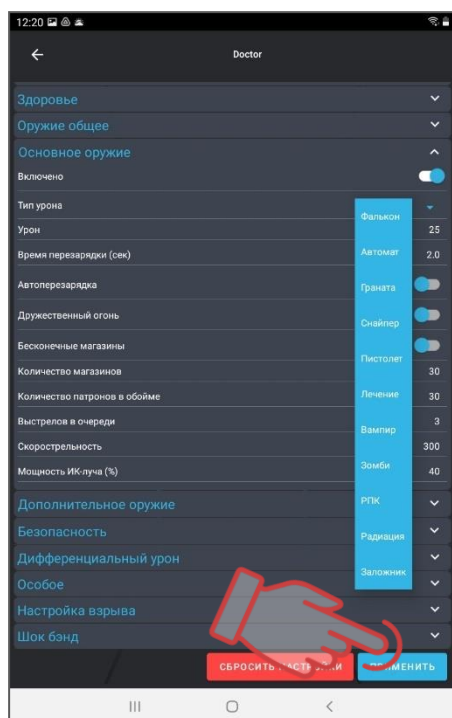 12:20
Doctor
Здоровье
Оружие общее
Основное оружие
Включено
Тип урона
Фалькон
Урон 25
Время перезарядки (сек) Автомат 2.0
Автоперезарядка Граната
Дружественный огонь Снайпер
Бесконечные магазины
Пистолет
Количество магазинов 30
Количество патронов в обойме Лечение 30
Выстрелов в очереди 3
Вампир
Скорострельность 300
Мощность ИК-луча (%) Зомби 40
Дополнительное оружие РПК
Безопасность Радиация
Дифференциальный урон
Особое Заложник
Настройка взрыва
Шок бэнд
СБРОСИТЬ НАСТРОЙКИ ПРИМЕНИТЬ